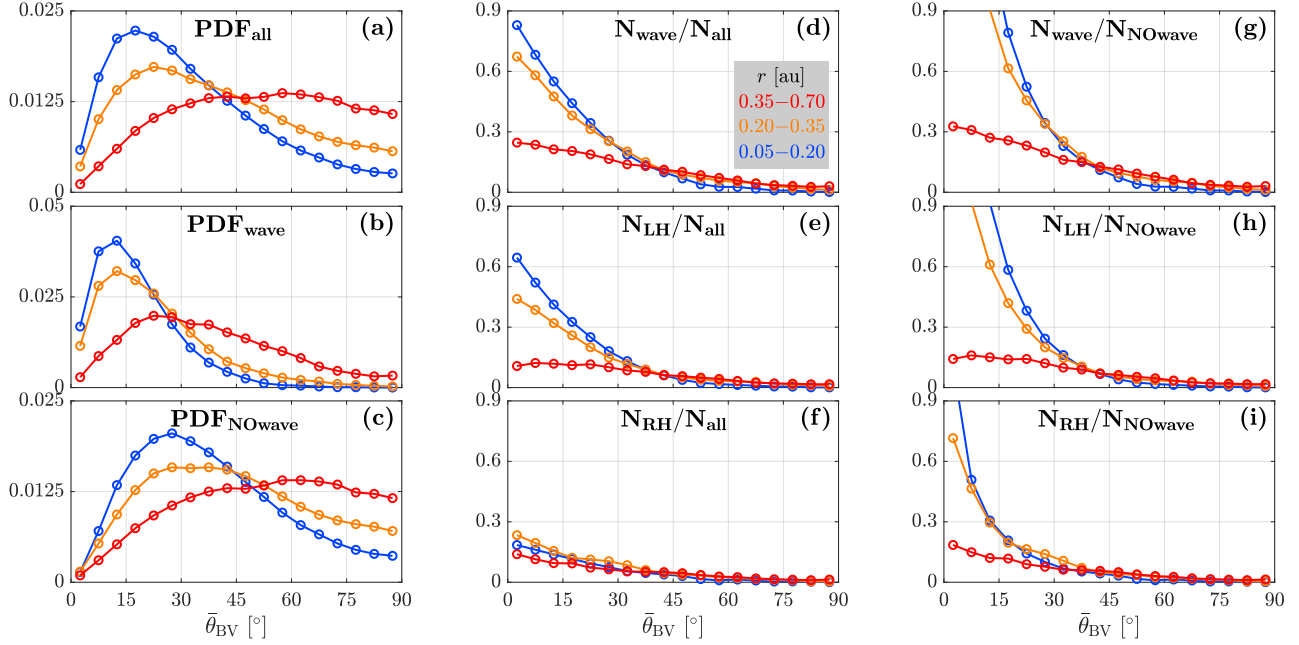 PDF_all (a)
0.025
0.0125
0
PDF_wave (b)
0.05
0.025
0
PDF_NOwave (c)
0.025
0.0125
0
0 15 30 45 60 75 90
θ̄_BV [°]
N_wave/N_all (d)
0.9
0.6
0.3
0
r [au]
0.35−0.70
0.20−0.35
0.05−0.20
N_LH/N_all (e)
0.9
0.6
0.3
0
N_RH/N_all (f)
0.9
0.6
0.3
0
0 15 30 45 60 75 90
θ̄_BV [°]
N_wave/N_NOwave (g)
0.9
0.6
0.3
0
N_LH/N_NOwave (h)
0.9
0.6
0.3
0
N_RH/N_NOwave (i)
0.9
0.6
0.3
0
0 15 30 45 60 75 90
θ̄_BV [°]